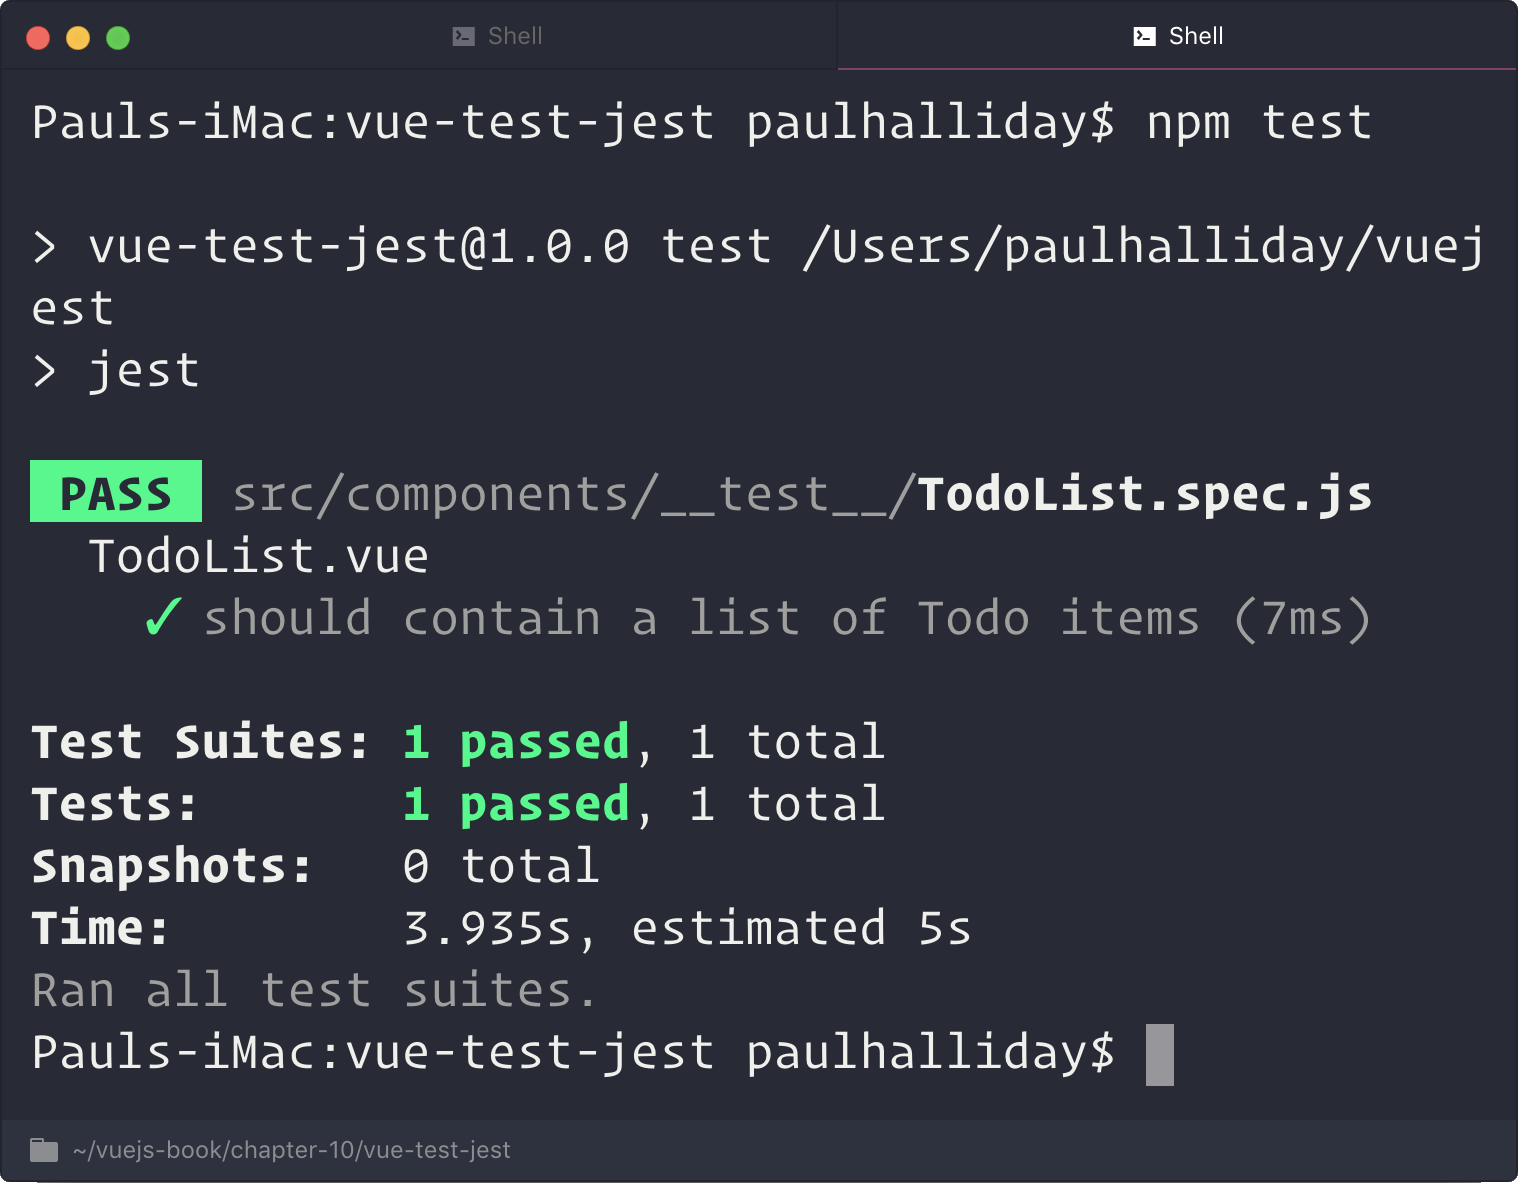 Shell
Shell
Pauls-iMac:vue-test-jest paulhalliday$ npm test
> vue-test-jest@1.0.0 test /Users/paulhalliday/vuej
est
> jest
PASS src/components/__test__/TodoList.spec.js
TodoList.vue
✓ should contain a list of Todo items (7ms)
Test Suites: 1 passed, 1 total
Tests: 1 passed, 1 total
Snapshots: 0 total
Time: 3.935s, estimated 5s
Ran all test suites.
Pauls-iMac:vue-test-jest paulhalliday$
~/vuejs-book/chapter-10/vue-test-jest